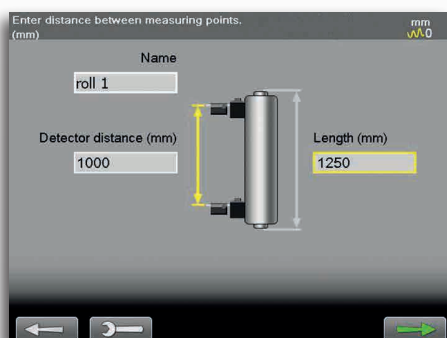 Enter distance between measuring points.
(mm)
mm
0
Name
roll 1
Detector distance (mm)
1000
Length (mm)
1250